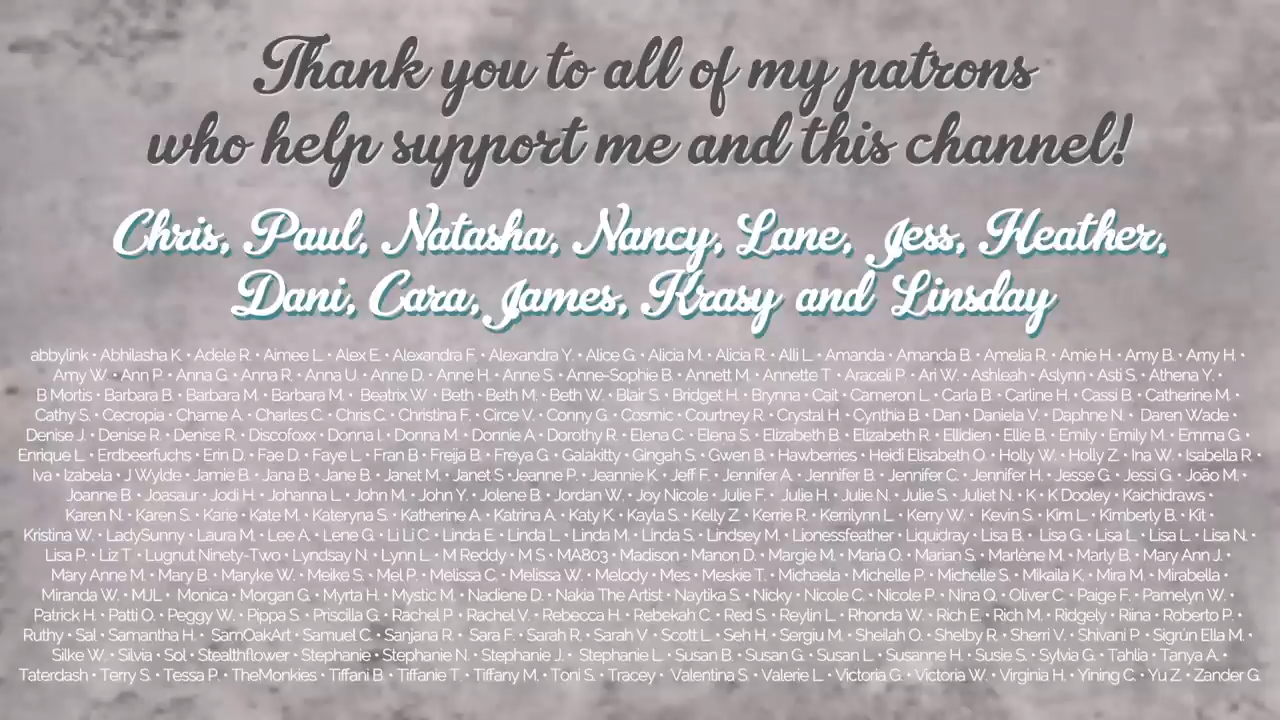 Thank you to all of my patrons
who help support me and this channel!
Chris, Paul, Natasha, Nancy, Lane, Jess, Heather,
Dani, Cara, James, Krasy and Linsday
abbylink • Abhilasha K • Adele R. • Aimee L. • Alex E. • Alexandra F. • Alexandra Y. • Alice G. • Alicia M. • Alicia R. • Alli L. • Amanda • Amanda B. • Amelia R. • Amie H. • Amy B. • Amy H. •
Amy W. • Ann P. • Anna G. • Anna R. • Anna U. • Anne D. • Anne H. • Anne S. • Anne-Sophie B. • Annett M. • Annette T • Araceli P. • Ari W. • Ashleah • Aslynn • Asti S. • Athena Y. •
B Mortis • Barbara B. • Barbara M. • Barbara M. • Beatrix W • Beth • Beth M. • Beth W. • Blair S. • Bridget H. • Brynna • Cait • Cameron L. • Carla B. • Carline H. • Cassi B. • Catherine M. •
Cathy S. • Cecropia • Charne A. • Charles C. • Chris C. • Christina F. • Circe V. • Conny G. • Cosmic • Courtney R. • Crystal H. • Cynthia B. • Dan • Daniela V. • Daphne N. • Daren Wade •
Denise J. • Denise R. • Denise R. • Discofoxx • Donna I. • Donna M. • Donnie A • Dorothy R. • Elena C. • Elena S. • Elizabeth B. • Elizabeth R. • Ellidien • Ellie B. • Emily • Emily M. • Emma G. •
Enrique L. • Erdbeerfuchs • Erin D. • Fae D. • Faye L. • Fran B • Freija B. • Freya G. • Galakitty • Gingah S. • Gwen B. • Hawberries • Heidi Elisabeth O. • Holly W. • Holly Z. • Ina W. • Isabella R •
Iva • Izabela • J Wylde • Jamie B. • Jana B. • Jane B. • Janet M. • Janet S • Jeanne P. • Jeannie K • Jeff F. • Jennifer A. • Jennifer B. • Jennifer C. • Jennifer H. • Jesse G. • Jessi G. • João M. •
Joanne B • Joasaur • Jodi H. • Johanna L. • John M. • John Y. • Jolene B. • Jordan W. • Joy Nicole • Julie F. • Julie H. • Julie N. • Julie S. • Juliet N. • K • K Dooley • Kaichidraws •
Karen N. • Karen S. • Karie • Kate M. • Kateryna S. • Katherine A. • Katrina A. • Katy K. • Kayla S. • Kelly Z • Kerrie R. • Kerrilynn L. • Kerry W. • Kevin S. • Kim L. • Kimberly B. • Kit •
Kristina W. • LadySunny • Laura M. • Lee A. • Lene G. • Li Li C • Linda E. • Linda L. • Linda M. • Linda S. • Lindsey M. • Lionessfeather • Liquidray • Lisa B. • Lisa G. • Lisa L. • Lisa L. • Lisa N. •
Lisa P. • Liz T • Lugnut Ninety-Two • Lyndsay N. • Lynn L. • M Reddy • M S • MA803 • Madison • Manon D. • Margie M. • Maria O. • Marian S. • Marlène M. • Marly B. • Mary Ann J. •
Mary Anne M. • Mary B. • Maryke W. • Meike S. • Mel P. • Melissa C. • Melissa W. • Melody • Mes • Meskie T. • Michaela • Michelle P. • Michelle S. • Mikaila K. • Mira M. • Mirabella •
Miranda W. • MJL • Monica • Morgan G. • Myrta H. • Mystic M. • Nadiene D. • Nakia The Artist • Naytika S. • Nicky • Nicole C. • Nicole P. • Nina Q. • Oliver C • Paige F. • Pamelyn W. •
Patrick H. • Patti O. • Peggy W. • Pippa S. • Priscilla G. • Rachel P • Rachel V. • Rebecca H. • Rebekah C. • Red S. • Reylin L. • Rhonda W. • Rich E. • Rich M. • Ridgely • Riina • Roberto P. •
Ruthy • Sal • Samantha H. • SamOakArt • Samuel C. • Sanjana R. • Sara F. • Sarah R. • Sarah V • Scott L. • Seh H. • Sergiu M. • Sheilah O. • Shelby R. • Sherri V. • Shivani P • Sigrún Ella M. •
Silke W. • Silvia • Sol • Stealthflower • Stephanie • Stephanie N. • Stephanie J. • Stephanie L. • Susan B. • Susan G. • Susan L. • Susanne H. • Susie S. • Sylvia G. • Tahlia • Tanya A. •
Taterdash • Terry S. • Tessa P. • TheMonkies • Tiffani B. • Tiffanie T. • Tiffany M. • Toni S. • Tracey • Valentina S. • Valerie L. • Victoria G. • Victoria W. • Virginia H. • Yining C. • Yu Z • Zander G.